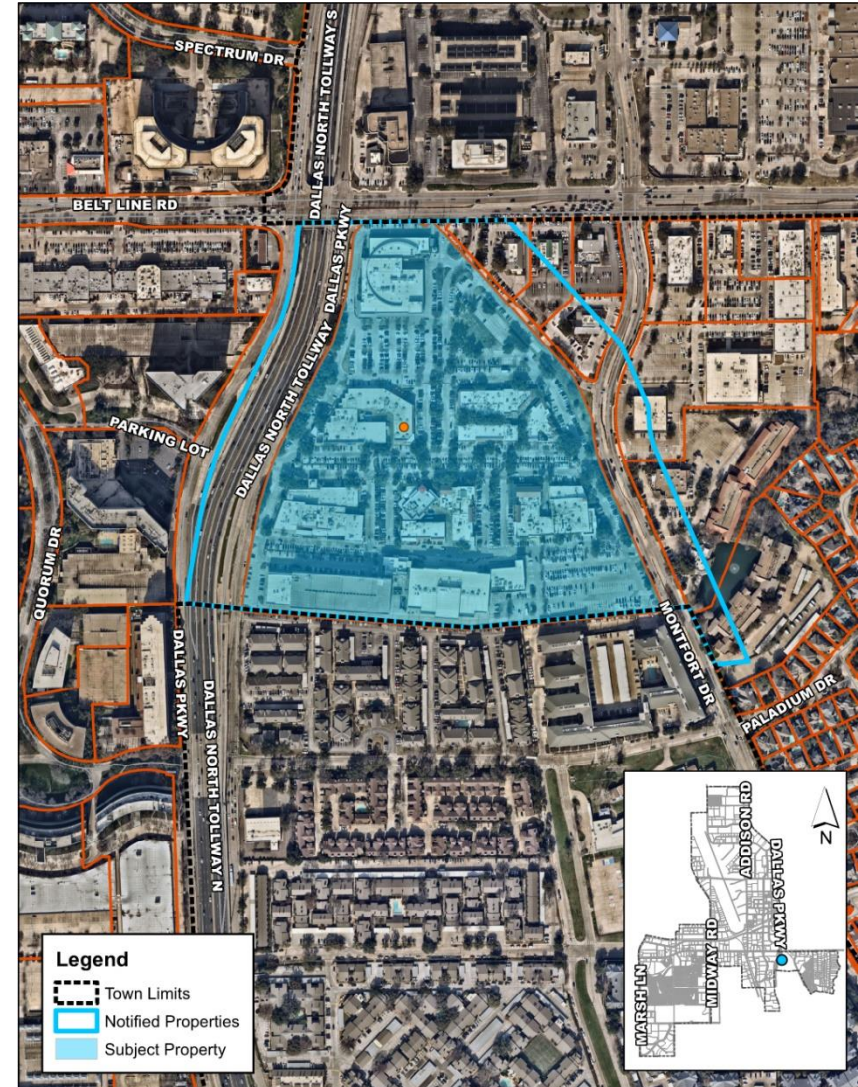 SPECTRUM DR
DALLAS NORTH TOLLWAY S
BELT LINE RD
DALLAS PKWY
DALLAS NORTH TOLLWAY
PARKING LOT
QUORUM DR
DALLAS PKWY
DALLAS NORTH TOLLWAY N
MONTFORT DR
PALADIUM DR
Legend
Town Limits
Notified Properties
Subject Property
ADDISON RD
DALLAS PKWY
MIDWAY RD
MARSH LN
N